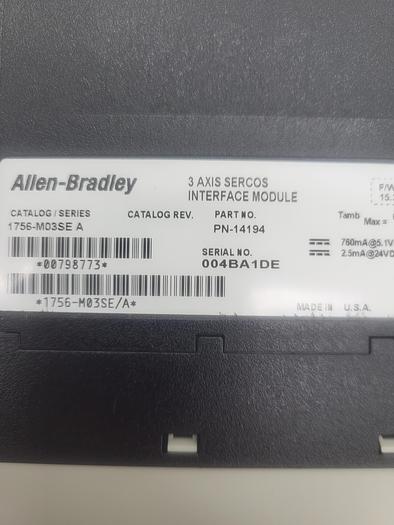 Allen-Bradley
3 AXIS SERCOS
INTERFACE MODULE
F/W
15.
CATALOG / SERIES
CATALOG REV.
PART NO.
Tamb
Max =
1756-M03SE A
PN-14194
760mA@5.1V
2.5mA@24VD
SERIAL NO.
004BA1DE
*00798773*
*1756-M03SE/A*
MADE IN U.S.A.